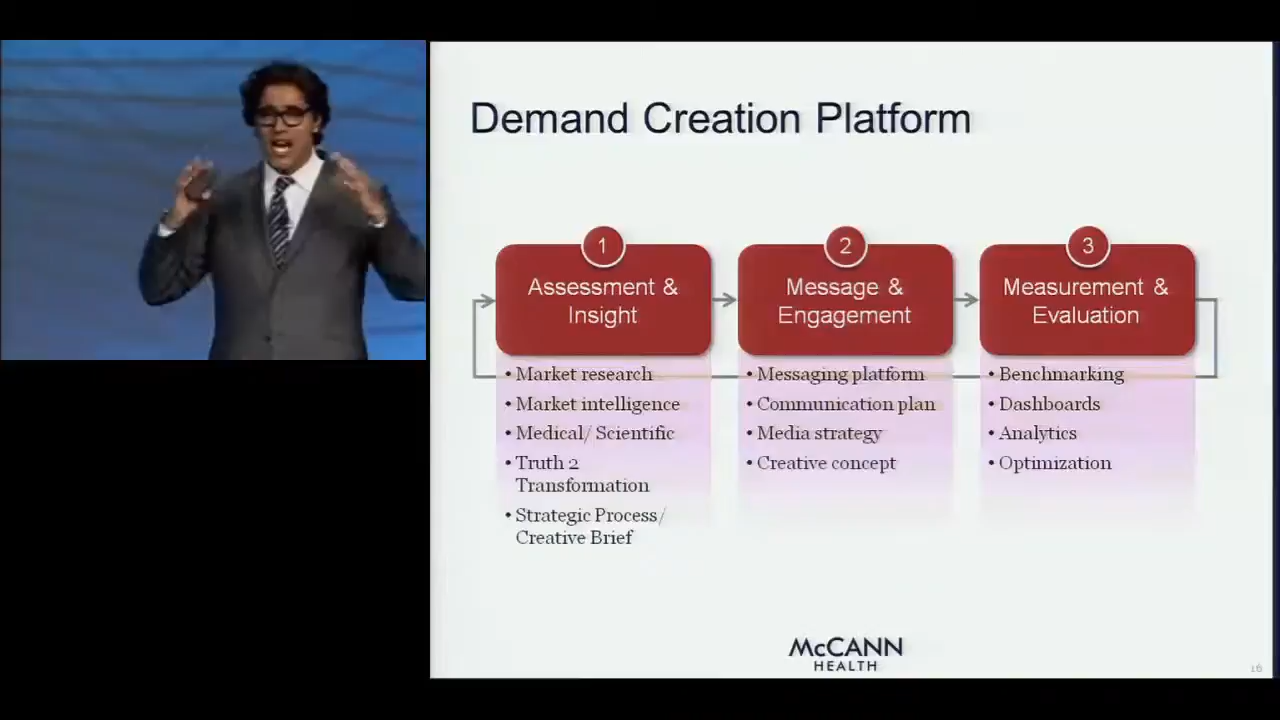 Demand Creation Platform
1
Assessment &
Insight
• Market research
• Market intelligence
• Medical/ Scientific
• Truth 2
Transformation
• Strategic Process/
Creative Brief
2
Message &
Engagement
• Messaging platform
• Communication plan
• Media strategy
• Creative concept
3
Measurement &
Evaluation
• Benchmarking
• Dashboards
• Analytics
• Optimization
McCANN
HEALTH
16